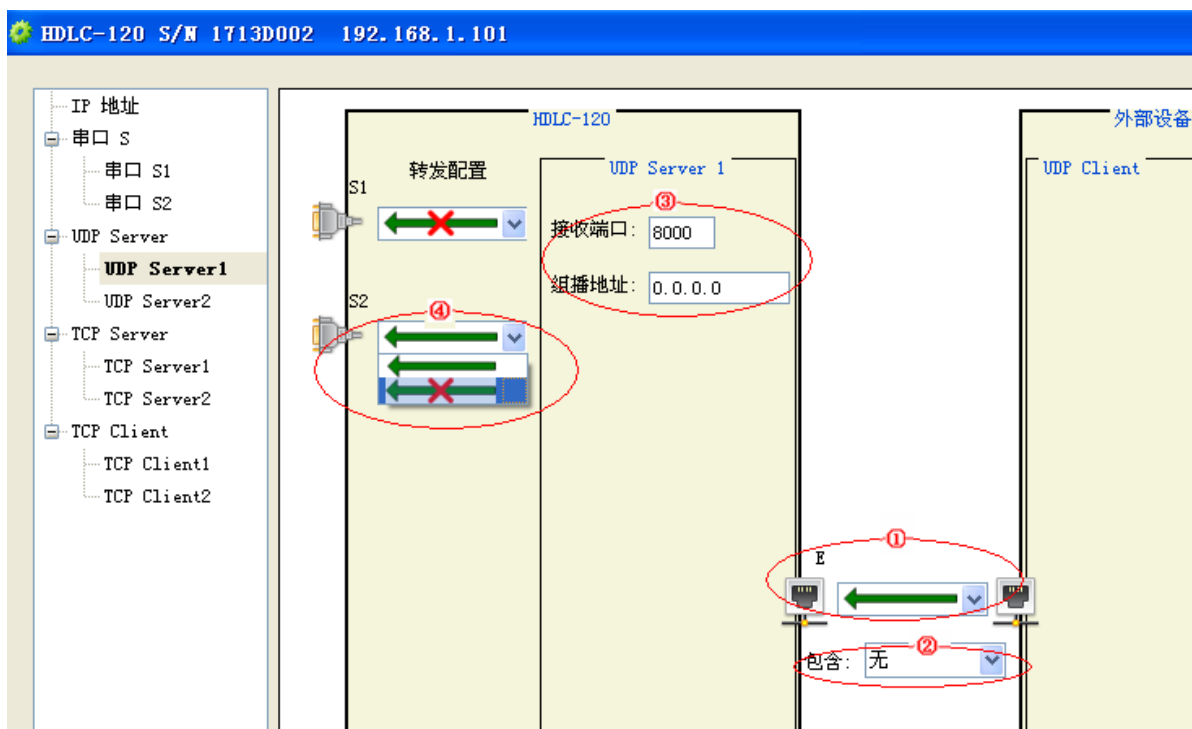 HDLC-120 S/N 1713D002 192.168.1.101
IP 地址
串口 S
串口 S1
串口 S2
UDP Server
UDP Server1
UDP Server2
TCP Server
TCP Server1
TCP Server2
TCP Client
TCP Client1
TCP Client2
HDLC-120
转发配置
S1
S2
④
UDP Server 1
③
接收端口: 8000
组播地址: 0.0.0.0
①
E
②
包含: 无
外部设备
UDP Client